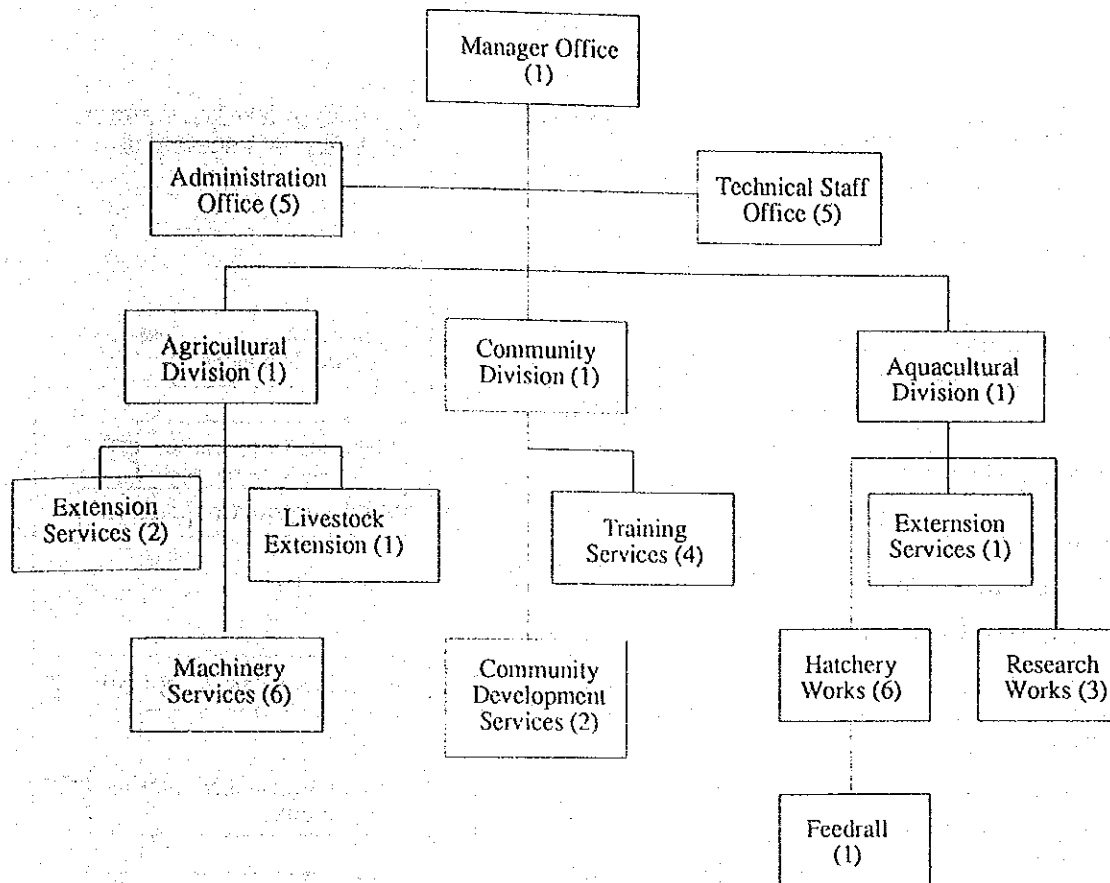 Manager Office
(1)
Administration
Office (5)
Technical Staff
Office (5)
Agricultural
Division (1)
Community
Division (1)
Aquacultural
Division (1)
Extension
Services (2)
Livestock
Extension (1)
Training
Services (4)
Externsion
Services (1)
Machinery
Services (6)
Community
Development
Services (2)
Hatchery
Works (6)
Research
Works (3)
Feedrall
(1)